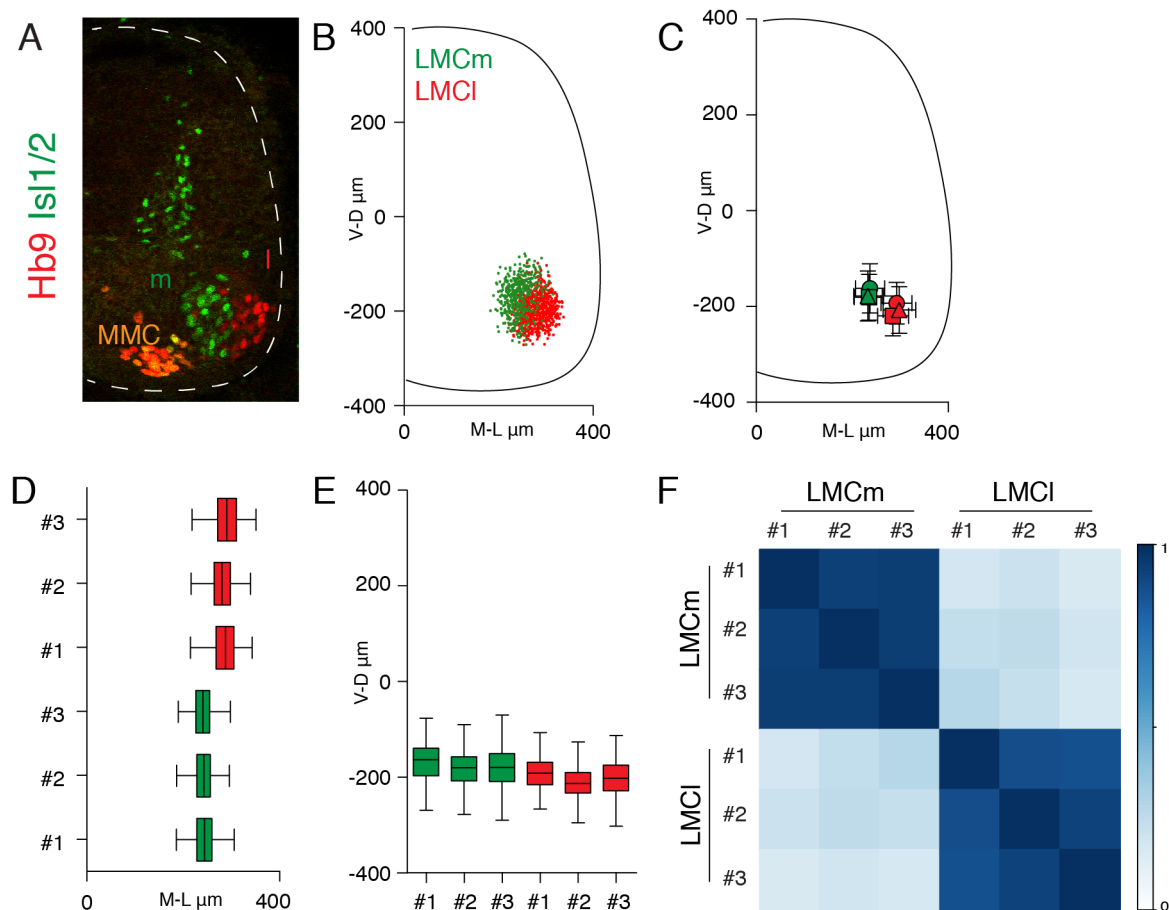 A
Hb9 Isl1/2
m
l
MMC
B
LMCm
LMCl
400
200
0
-200
-400
V-D µm
0
M-L µm
400
C
400
200
0
-200
-400
V-D µm
0
M-L µm
400
D
#3
#2
#1
#3
#2
#1
0
M-L µm
400
E
400
200
0
-200
-400
V-D µm
#1 #2 #3 #1 #2 #3
F
LMCm LMCl
#1 #2 #3 #1 #2 #3
LMCm
#1
#2
#3
LMCl
#1
#2
#3
1
0